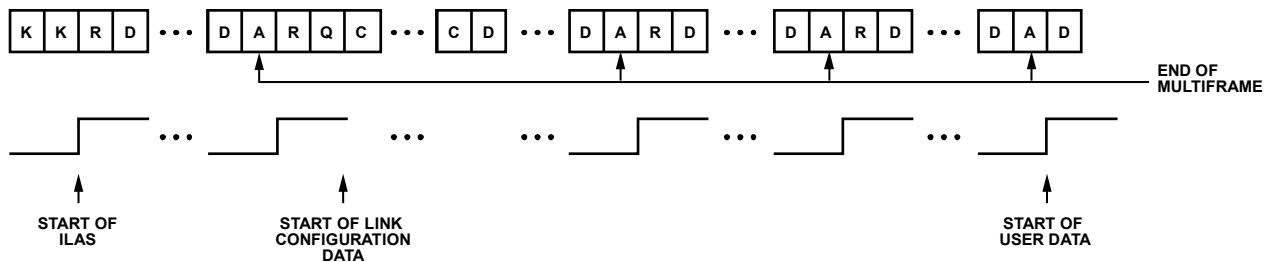 K K R D ••• D A R Q C ••• C D ••• D A R D ••• D A R D ••• D A D
END OF
MULTIFRAME
••• ••• ••• ••• •••
START OF
ILAS
START OF LINK
CONFIGURATION
DATA
START OF
USER DATA